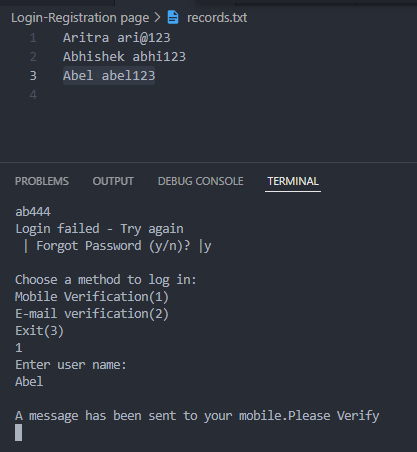 Login-Registration page > records.txt
1 Aritra ari@123
2 Abhishek abhi123
3 Abel abel123
4
PROBLEMS OUTPUT DEBUG CONSOLE TERMINAL
ab444
Login failed - Try again
| Forgot Password (y/n)? |y
Choose a method to log in:
Mobile Verification(1)
E-mail verification(2)
Exit(3)
1
Enter user name:
Abel
A message has been sent to your mobile.Please Verify